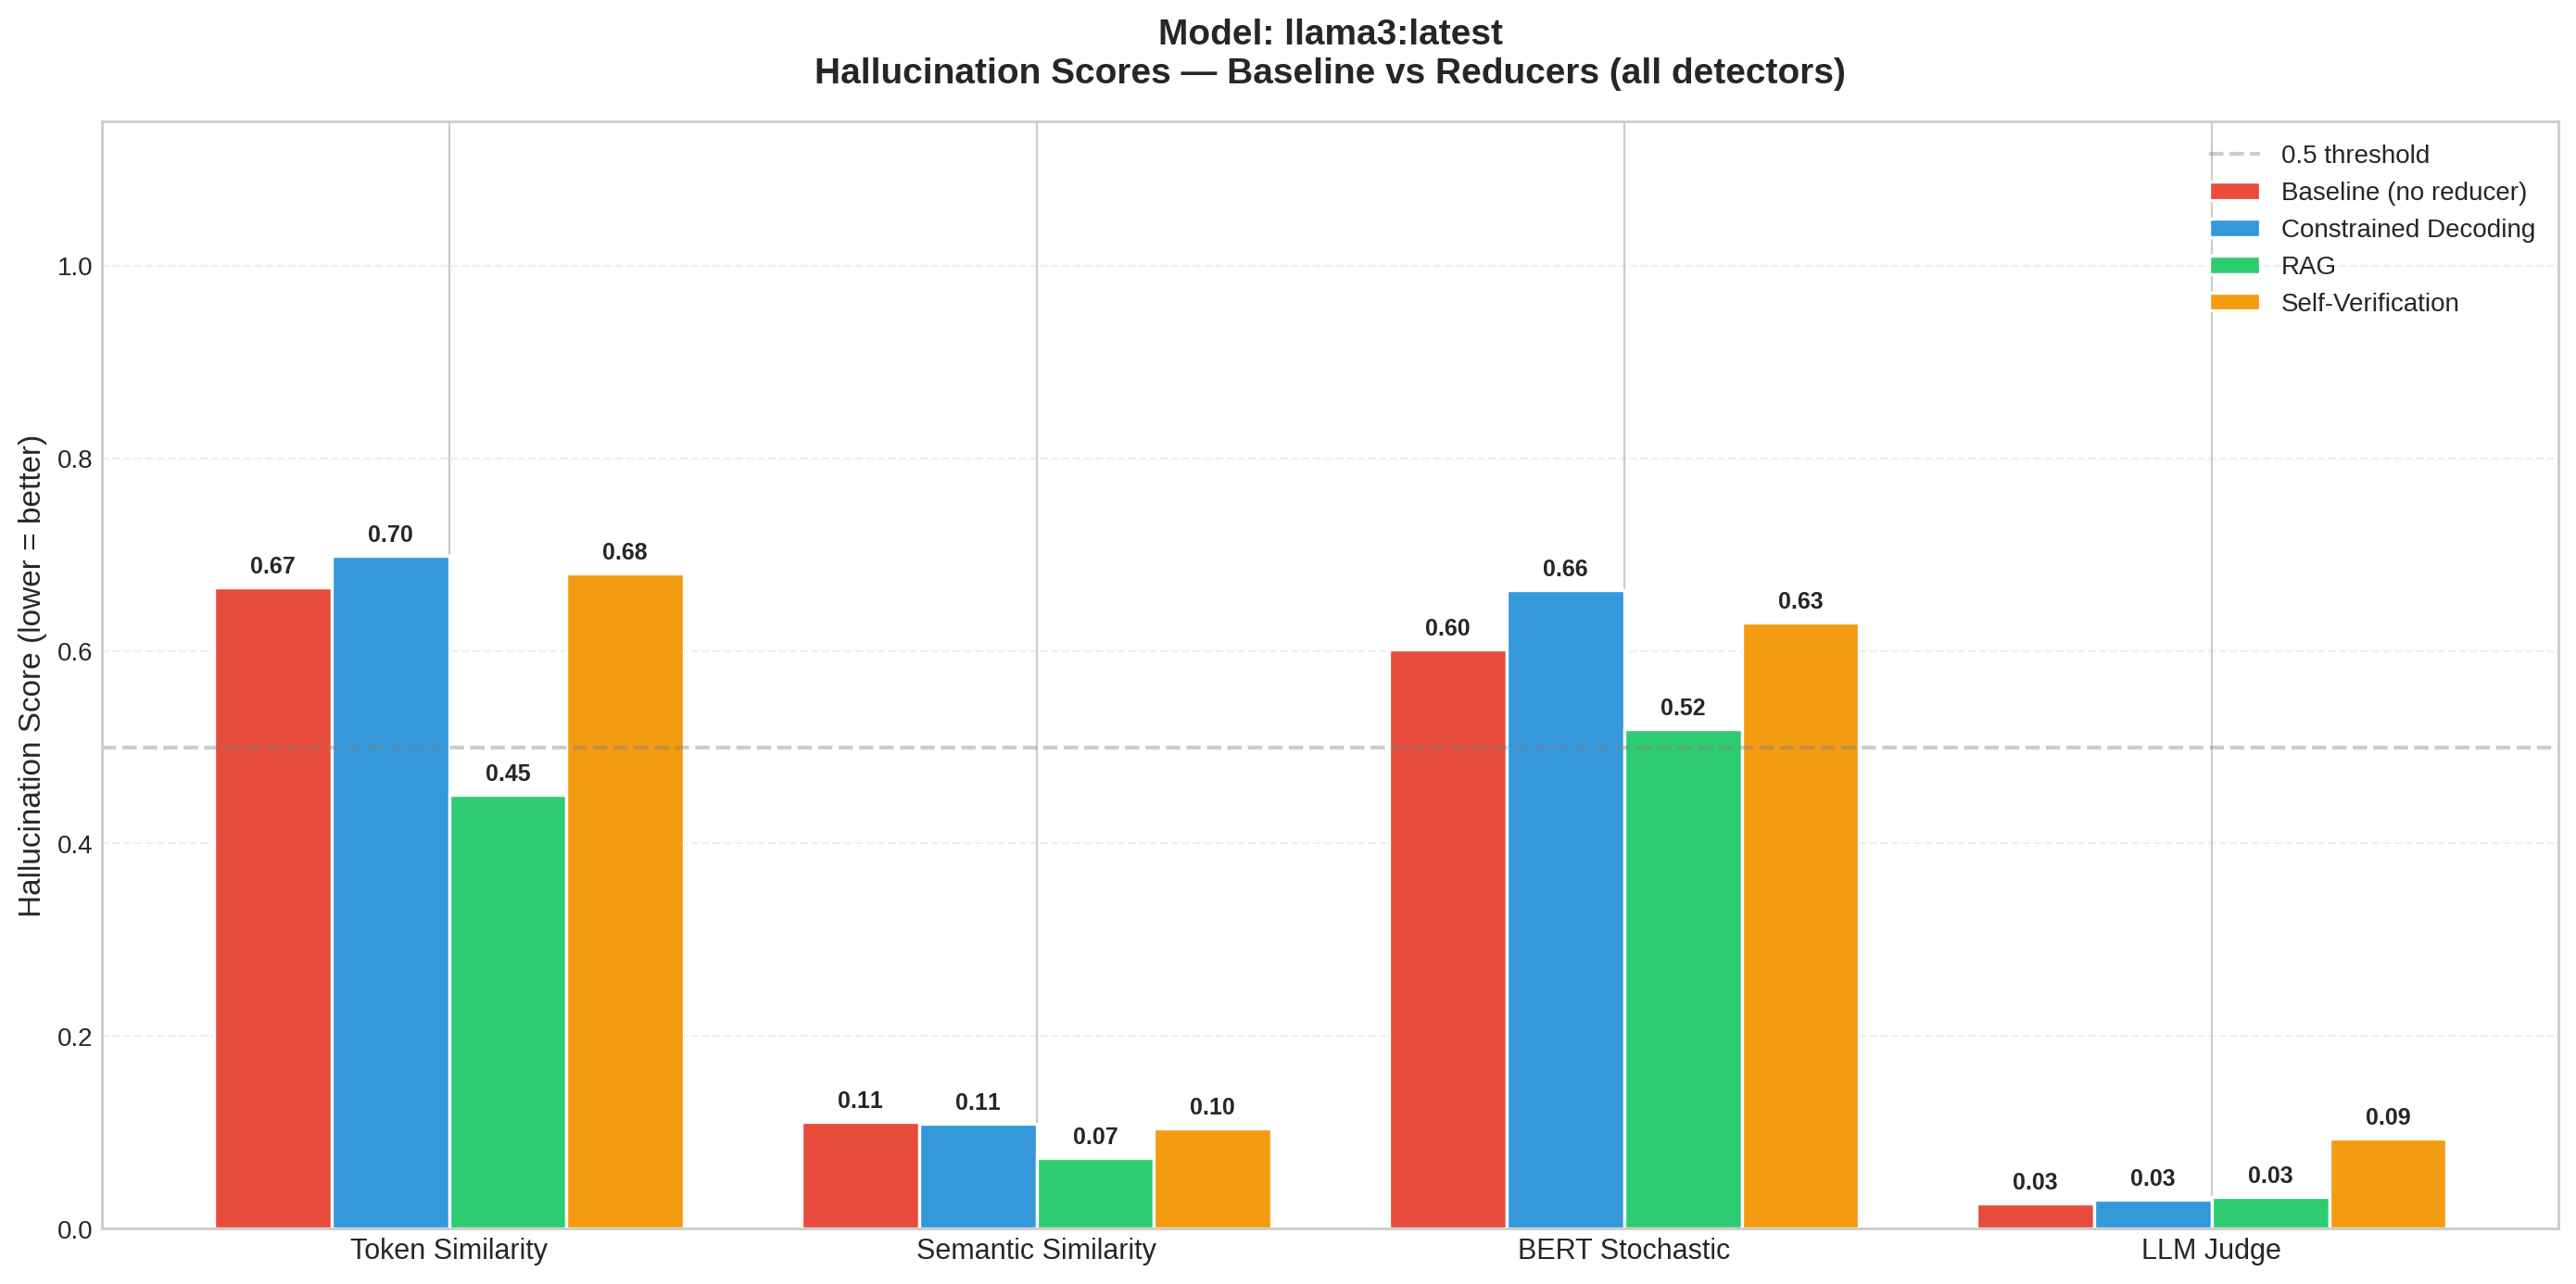 Model: llama3:latest
Hallucination Scores — Baseline vs Reducers (all detectors)
Hallucination Score (lower = better)
1.0
0.8
0.6
0.4
0.2
0.0
0.5 threshold
Baseline (no reducer)
Constrained Decoding
RAG
Self-Verification
0.67
0.70
0.45
0.68
0.11
0.11
0.07
0.10
0.60
0.66
0.52
0.63
0.03
0.03
0.03
0.09
Token Similarity
Semantic Similarity
BERT Stochastic
LLM Judge